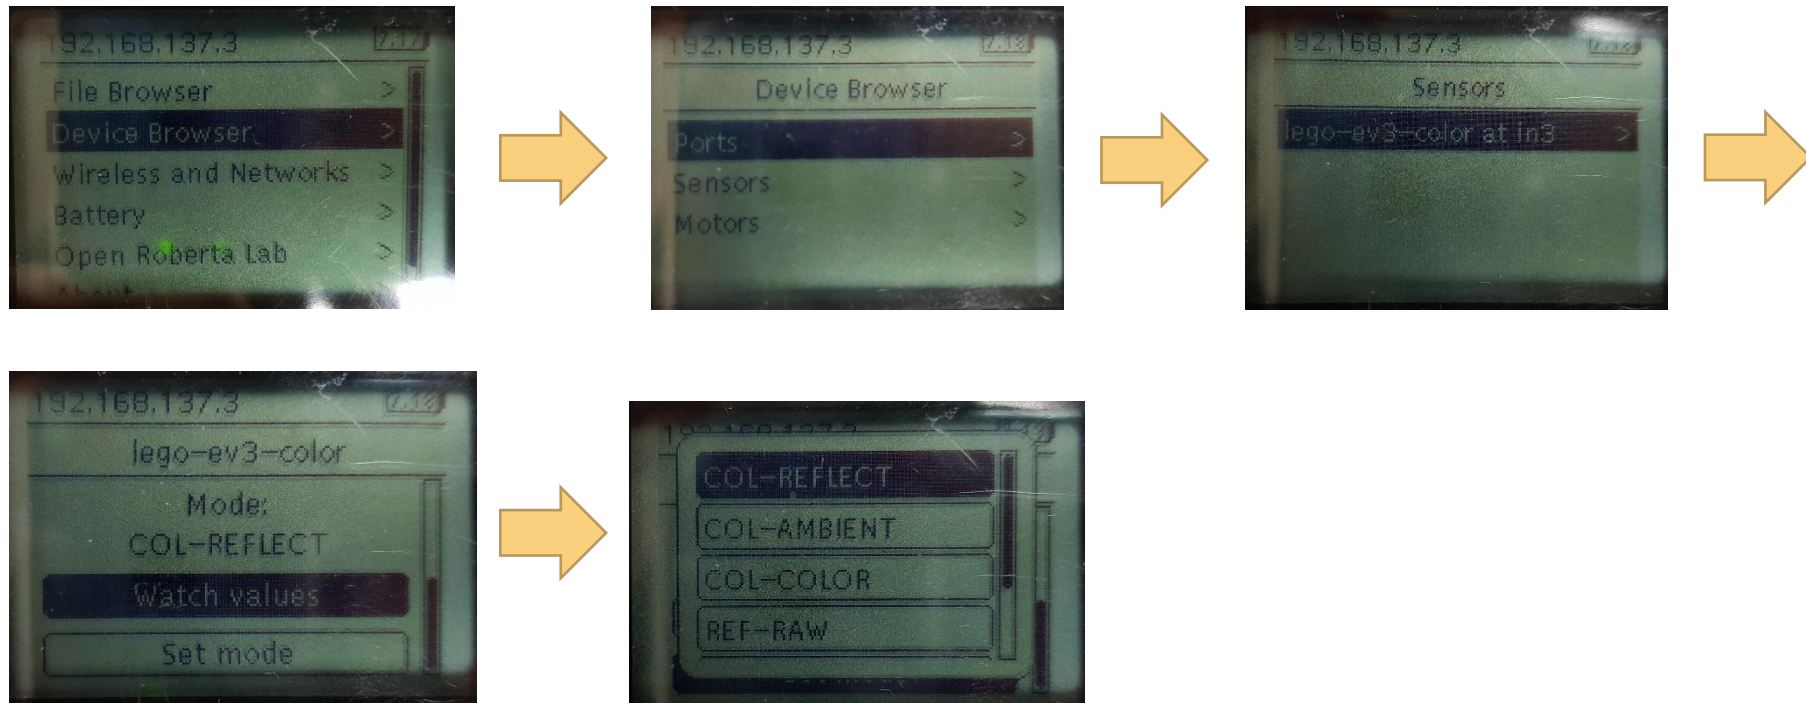 192.168.137.3
7.17
File Browser >
Device Browser >
Wireless and Networks >
Battery >
Open Roberta Lab >
About
192.168.137.3
7.18
Device Browser
Ports >
Sensors >
Motors >
192.168.137.3
Sensors
lego-ev3-color at in3 >
192.168.137.3
7.18
lego-ev3-color
Mode:
COL-REFLECT
Watch values
Set mode
COL-REFLECT
COL-AMBIENT
COL-COLOR
REF-RAW